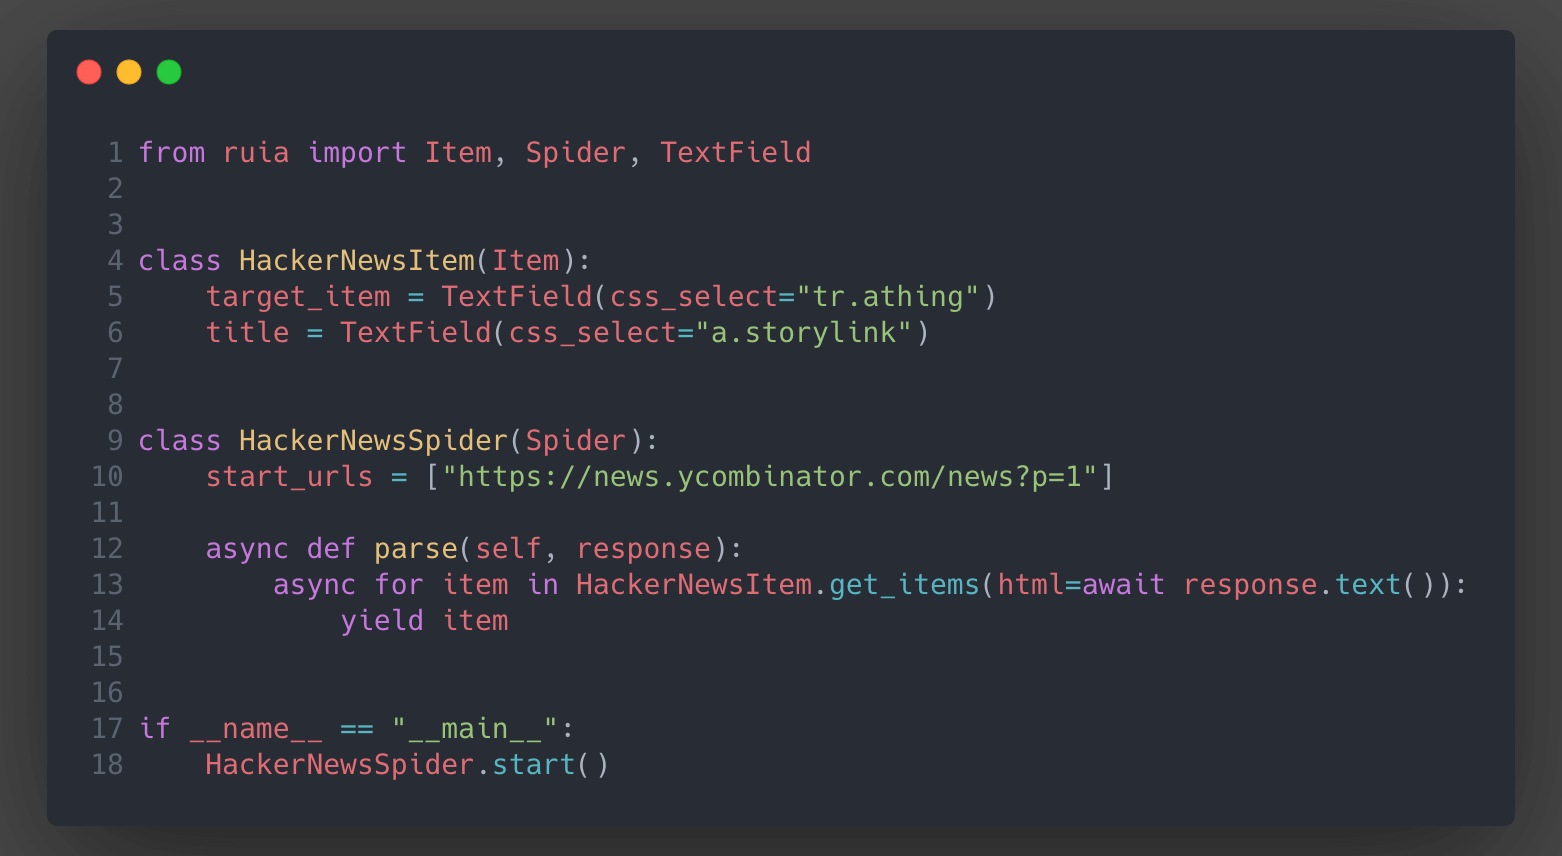 1 from ruia import Item, Spider, TextField
2
3
4 class HackerNewsItem(Item):
5     target_item = TextField(css_select="tr.athing")
6     title = TextField(css_select="a.storylink")
7
8
9 class HackerNewsSpider(Spider):
10     start_urls = ["https://news.ycombinator.com/news?p=1"]
11
12     async def parse(self, response):
13         async for item in HackerNewsItem.get_items(html=await response.text()):
14             yield item
15
16
17 if __name__ == "__main__":
18     HackerNewsSpider.start()